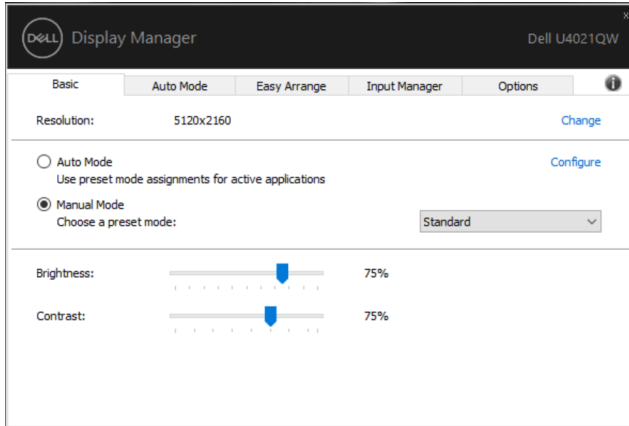 x
DELL Display Manager Dell U4021QW
Basic Auto Mode Easy Arrange Input Manager Options i
Resolution: 5120x2160 Change
Auto Mode Configure
Use preset mode assignments for active applications
Manual Mode
Choose a preset mode: Standard
Brightness: 75%
Contrast: 75%